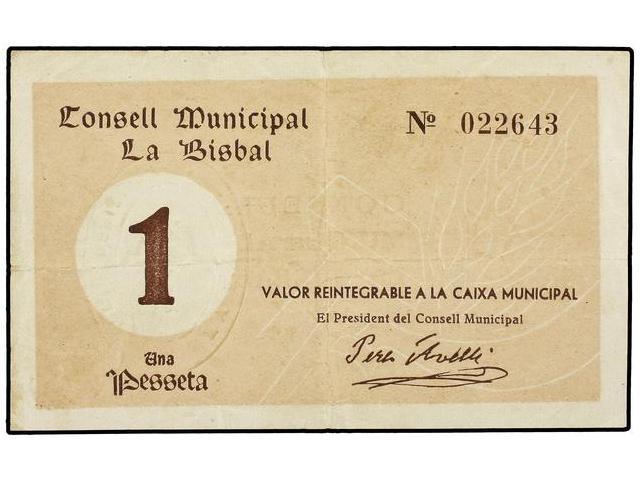 Consell Municipal
La Bisbal
Nº 022643
1
Una
Pesseta
VALOR REINTEGRABLE A LA CAIXA MUNICIPAL
El President del Consell Municipal
Pere